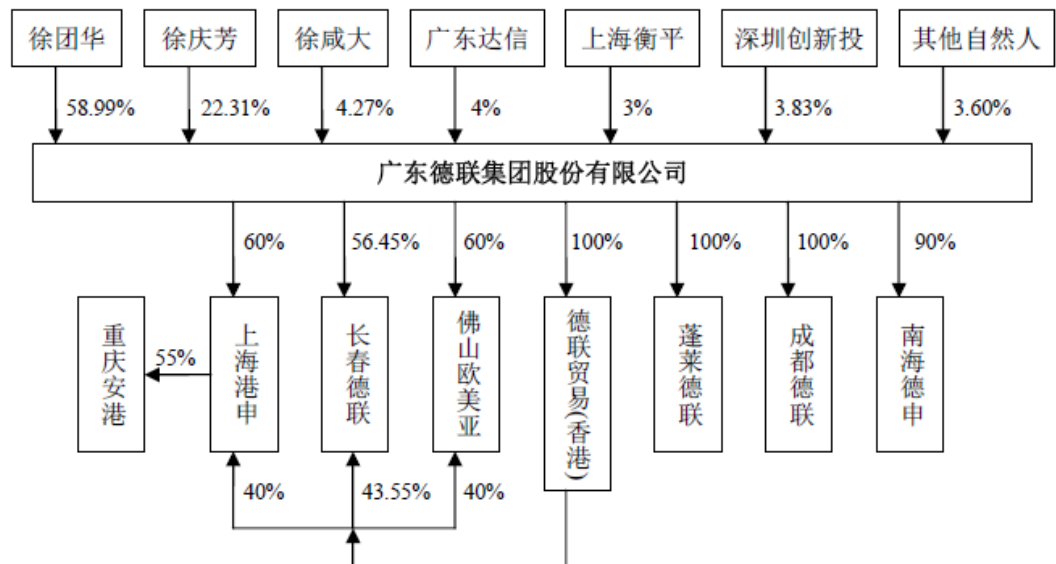 徐团华 徐庆芳 徐咸大 广东达信 上海衡平 深圳创新投 其他自然人
58.99% 22.31% 4.27% 4% 3% 3.83% 3.60%
广东德联集团股份有限公司
60% 56.45% 60% 100% 100% 100% 90%
重庆安港
55%
上海港申
长春德联
佛山欧美亚
德联贸易(香港)
蓬莱德联
成都德联
南海德申
40% 43.55% 40%